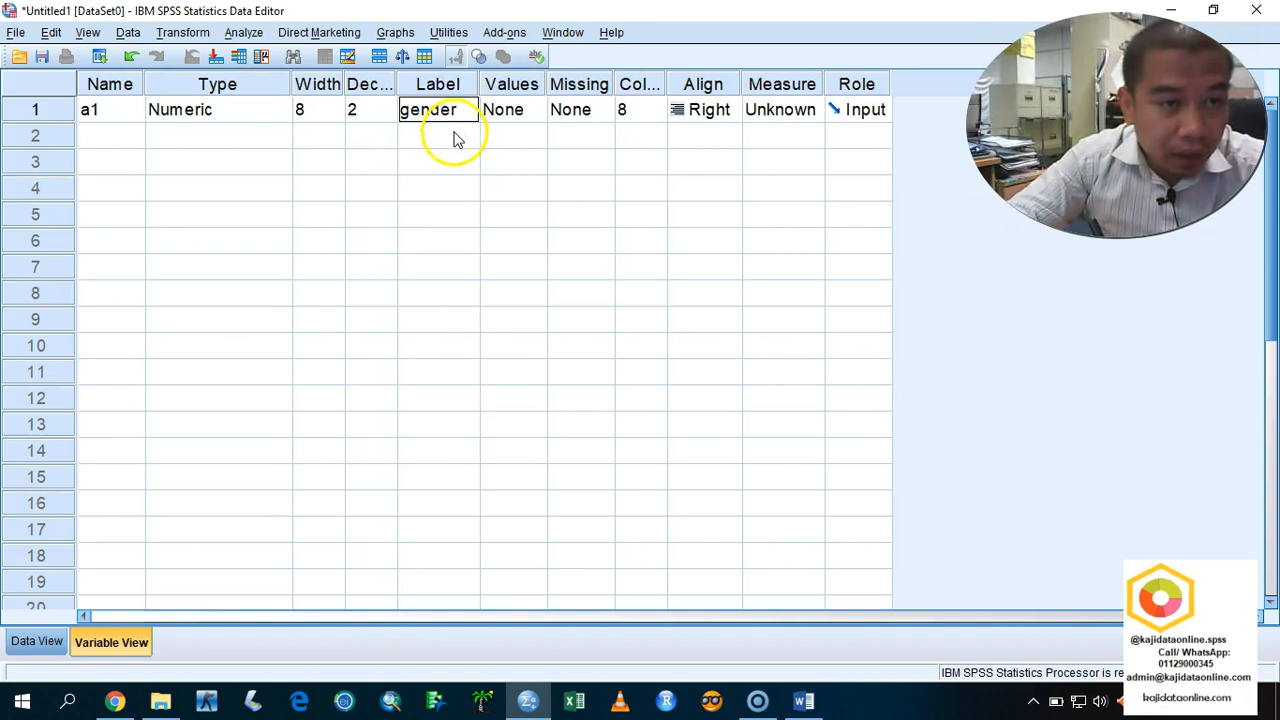 *Untitled1 [DataSet0] - IBM SPSS Statistics Data Editor
File Edit View Data Transform Analyze Direct Marketing Graphs Utilities Add-ons Window Help
Name Type Width Dec... Label Values Missing Col... Align Measure Role
1 a1 Numeric 8 2 gender None None 8 Right Unknown Input
2
3
4
5
6
7
8
9
10
11
12
13
14
15
16
17
18
19
20
Data View Variable View
IBM SPSS Statistics Processor is re
@kajidataonline.spss
Call/ WhatsApp:
01129000345
admin@kajidataonline.com
kajidataonline.com